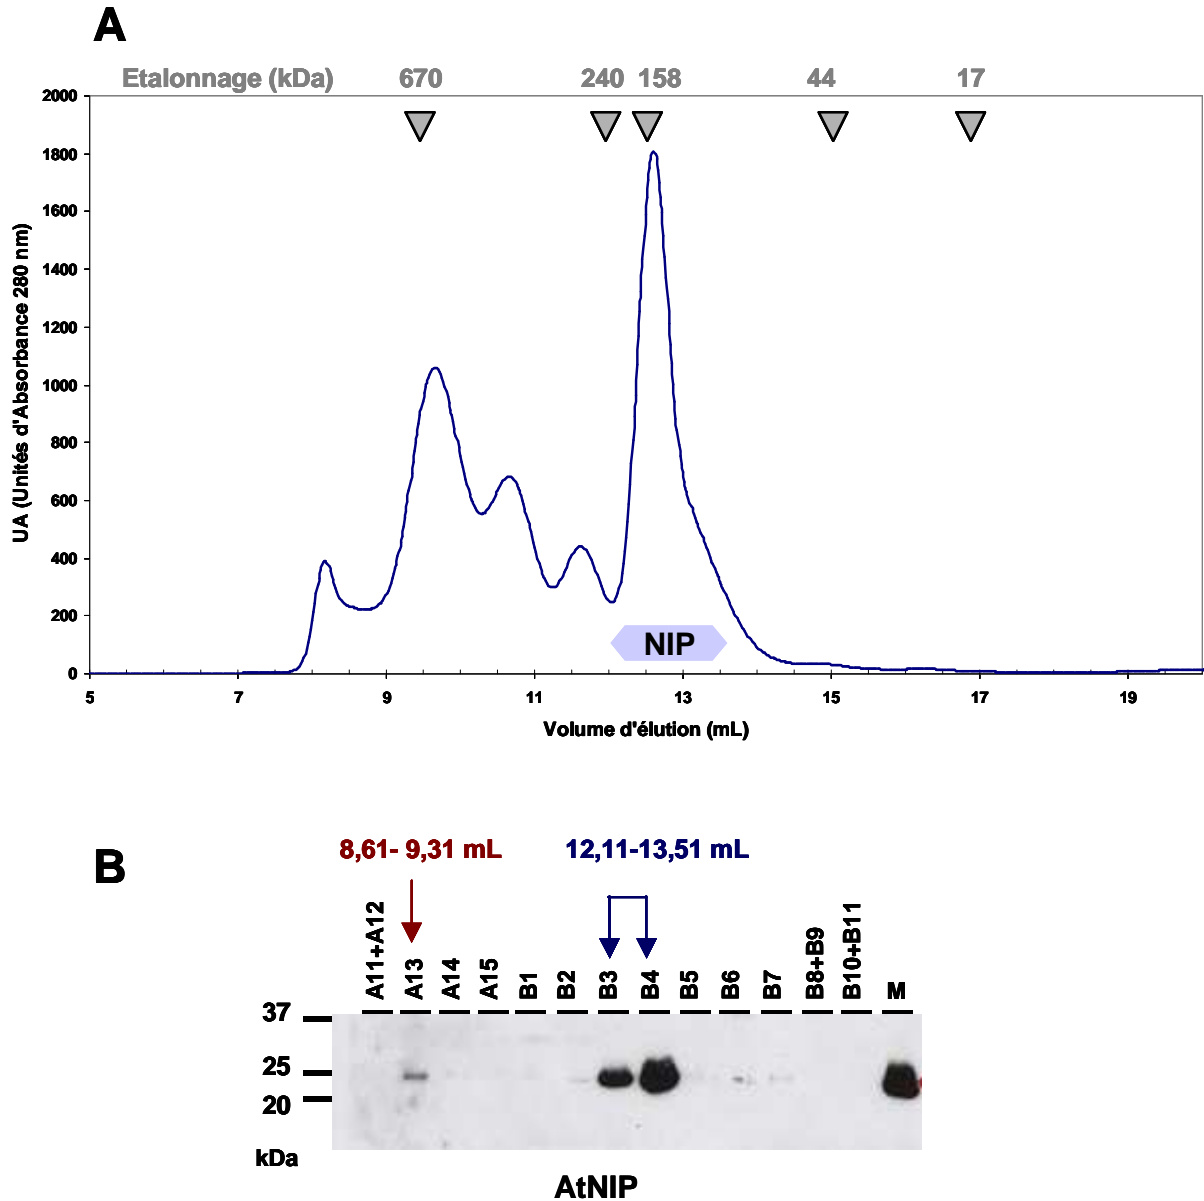 A
Etalonnage (kDa) 670 240 158 44 17
2000
1800
1600
1400
1200
1000
800
600
400
200
0
UA (Unités d'Absorbance 280 nm)
NIP
5 7 9 11 13 15 17 19
Volume d'élution (mL)
B
8,61- 9,31 mL 12,11-13,51 mL
A11+A12 A13 A14 A15 B1 B2 B3 B4 B5 B6 B7 B8+B9 B10+B11 M
37
25
20
kDa
AtNIP